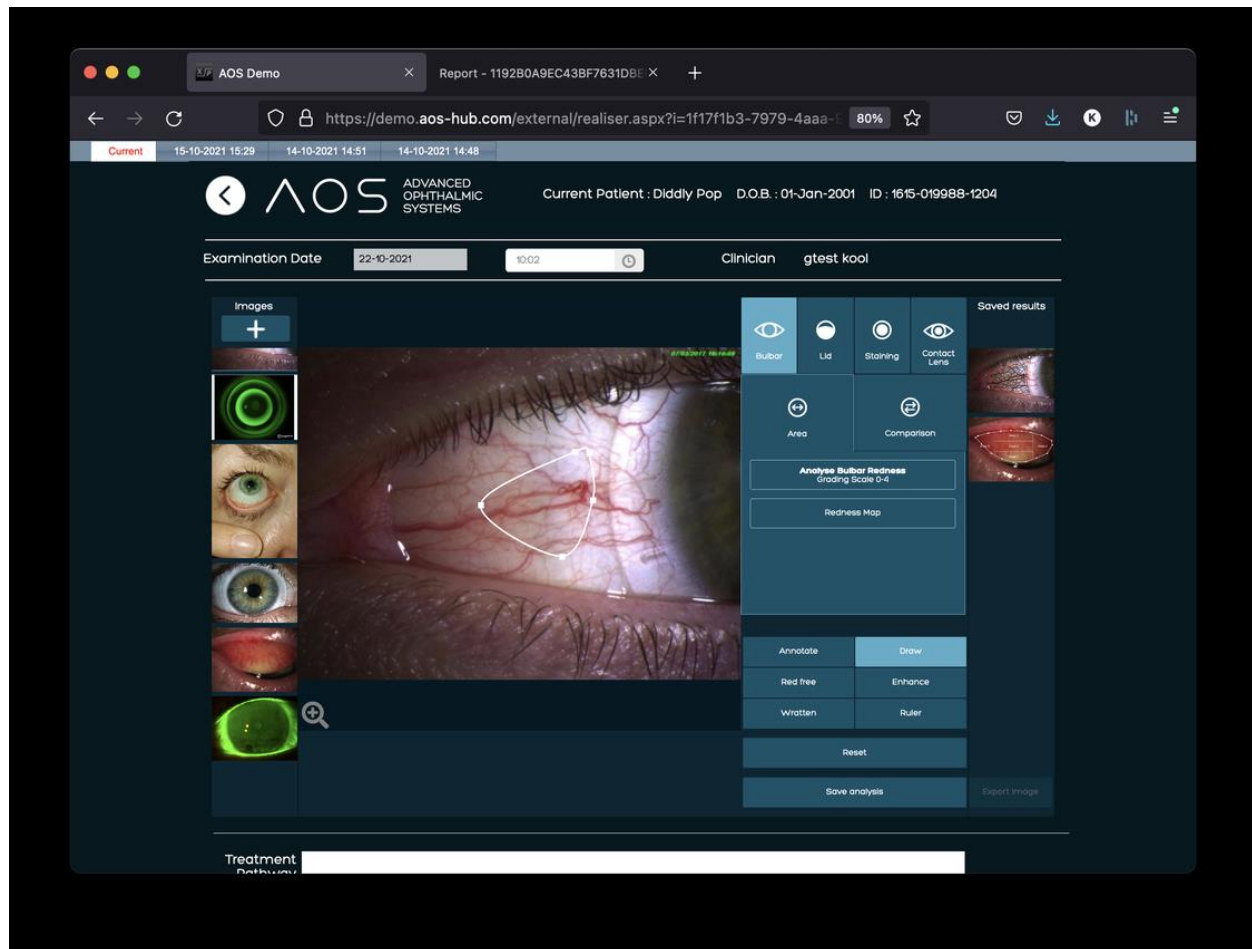 AOS Demo
Report - 1192B0A9EC43BF7631DBE
https://demo.aos-hub.com/external/realiser.aspx?i=1f17f1b3-7979-4aaa-
80%
K
Current 15-10-2021 15:29 14-10-2021 14:51 14-10-2021 14:48
AOS ADVANCED
OPHTHALMIC
SYSTEMS
Current Patient : Diddly Pop D.O.B. : 01-Jan-2001 ID : 1615-019988-1204
Examination Date 22-10-2021 10:02 Clinician gtest kool
Images
Saved results
Bulbar Lid Staining Contact
Lens
Area Comparison
Analyse Bulbar Redness
Grading Scale 0-4
Redness Map
Annotate Draw
Red free Enhance
Wratten Ruler
Reset
Save analysis Export Image
Treatment
Pathway